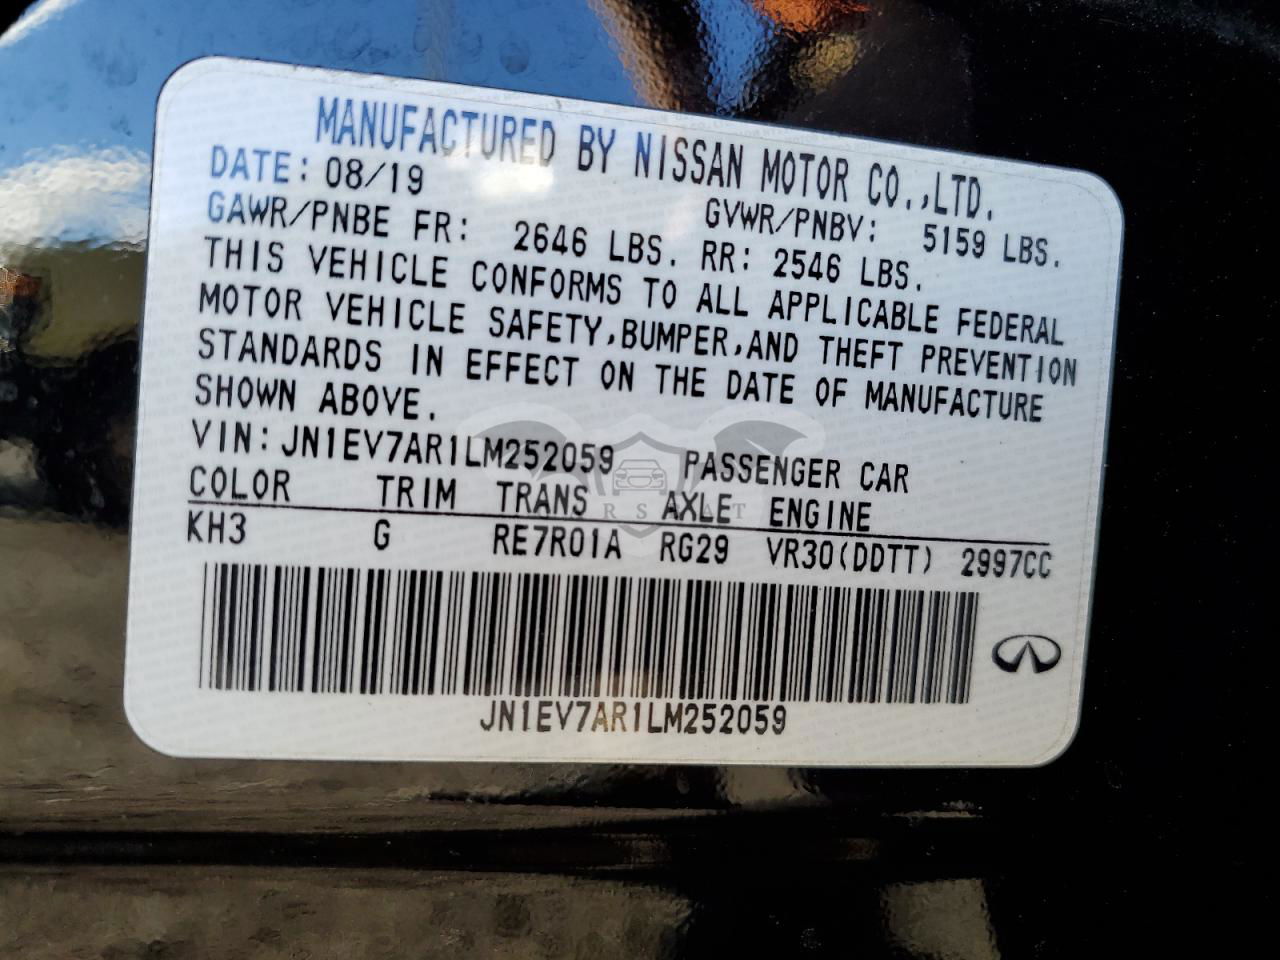 MANUFACTURED BY NISSAN MOTOR CO.,LTD.
DATE: 08/19 GVWR/PNBV: 5159 LBS.
GAWR/PNBE FR: 2646 LBS. RR: 2546 LBS.
THIS VEHICLE CONFORMS TO ALL APPLICABLE FEDERAL
MOTOR VEHICLE SAFETY,BUMPER,AND THEFT PREVENTION
STANDARDS IN EFFECT ON THE DATE OF MANUFACTURE
SHOWN ABOVE.
VIN: JN1EV7AR1LM252059 PASSENGER CAR
COLOR TRIM TRANS AXLE ENGINE
KH3 G RE7R01A RG29 VR30(DDTT) 2997CC
JN1EV7AR1LM252059